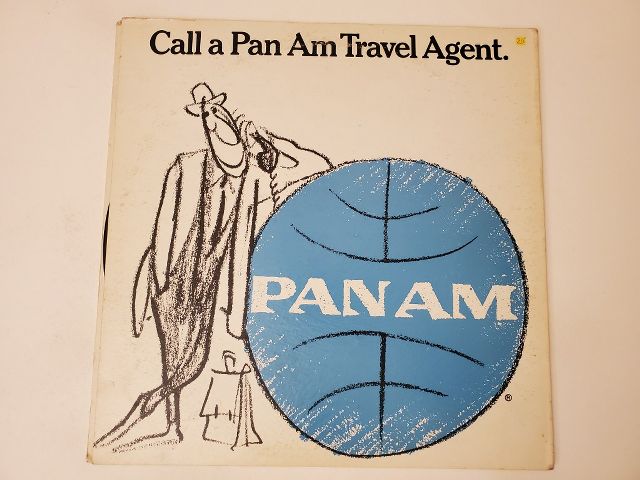 Call a Pan Am Travel Agent.
PAN AM
®